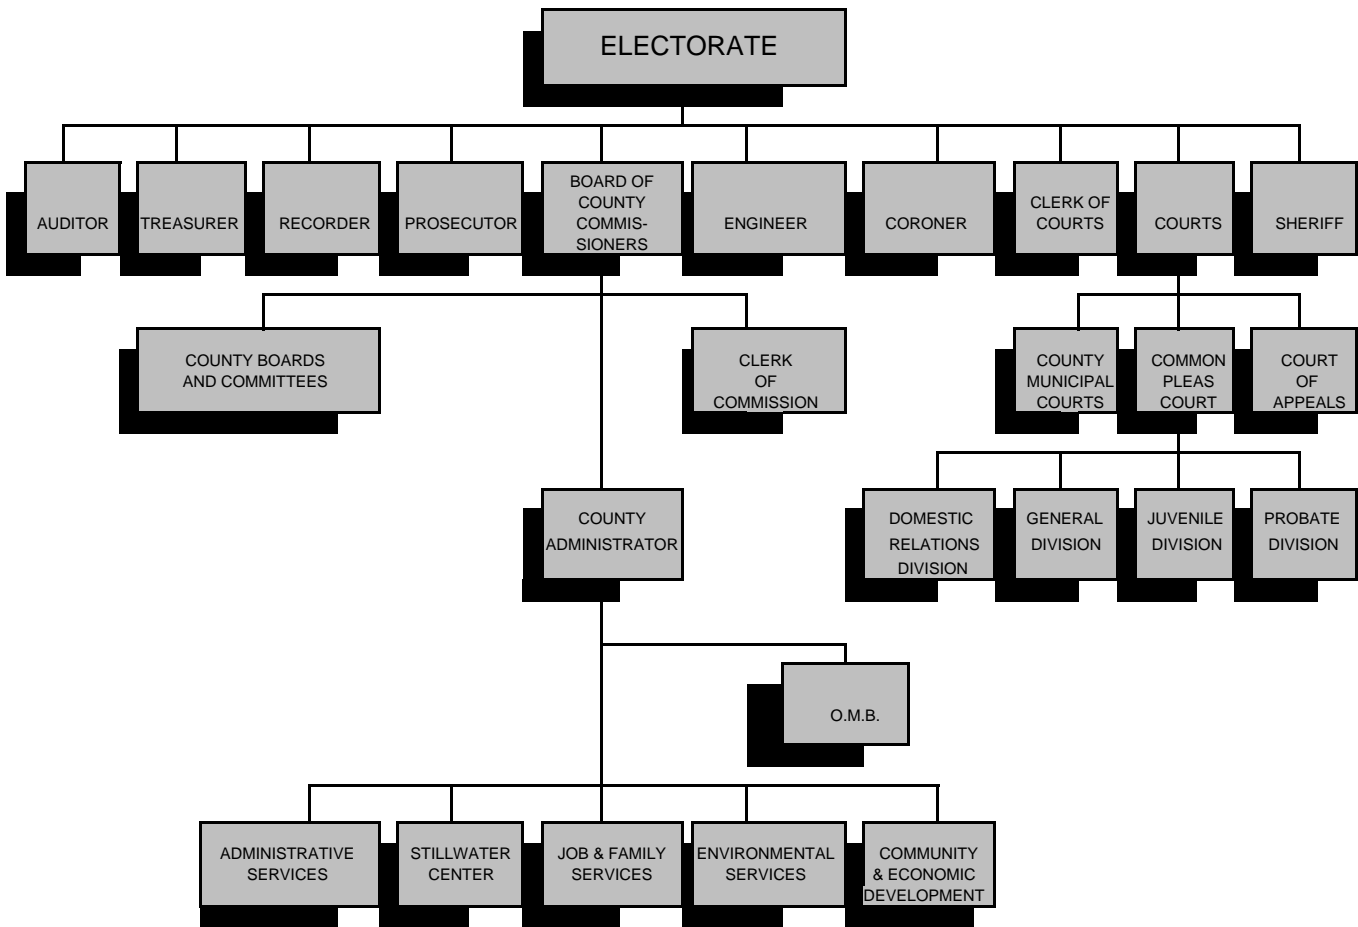 ELECTORATE
AUDITOR
TREASURER
RECORDER
PROSECUTOR
BOARD OF
COUNTY
COMMIS-
SIONERS
ENGINEER
CORONER
CLERK OF
COURTS
COURTS
SHERIFF
COUNTY BOARDS
AND COMMITTEES
CLERK
OF
COMMISSION
COUNTY
MUNICIPAL
COURTS
COMMON
PLEAS
COURT
COURT
OF
APPEALS
COUNTY
ADMINISTRATOR
DOMESTIC
RELATIONS
DIVISION
GENERAL
DIVISION
JUVENILE
DIVISION
PROBATE
DIVISION
O.M.B.
ADMINISTRATIVE
SERVICES
STILLWATER
CENTER
JOB & FAMILY
SERVICES
ENVIRONMENTAL
SERVICES
COMMUNITY
& ECONOMIC
DEVELOPMENT